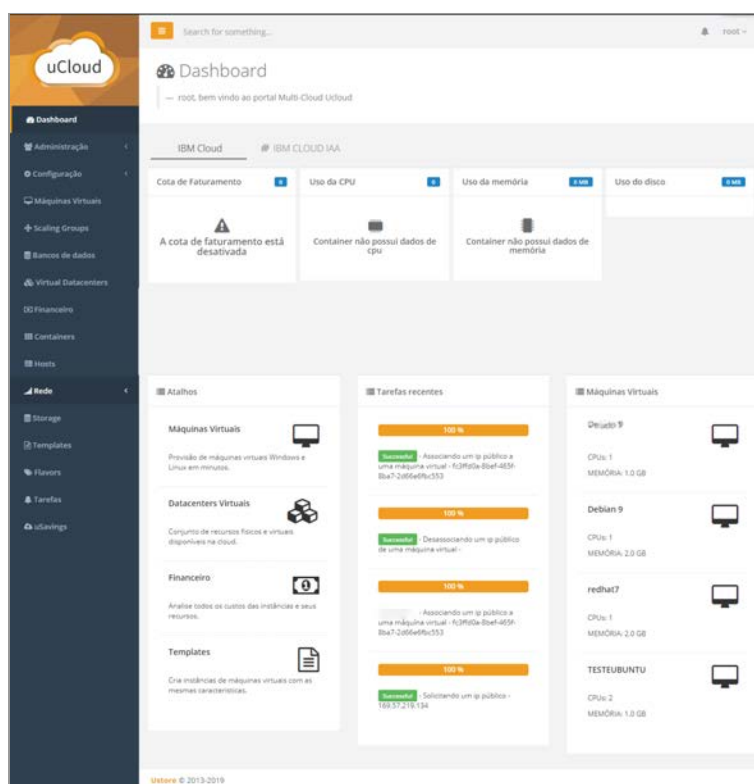 uCloud
Search for something...
root
Dashboard
root, bem vindo ao portal Multi-Cloud Ucloud
Dashboard
Administração
Configuração
Máquinas Virtuais
Scaling Groups
Bancos de dados
Virtual Datacenters
Financeiro
Containers
Hosts
Rede
Storage
Templates
Flavors
Tarefas
uSavings
IBM Cloud
IBM CLOUD IAA
Cota de Faturamento
A cota de faturamento está
desativada
Uso da CPU
Container não possui dados de
cpu
Uso da memória
0 MB
Container não possui dados de
memória
Uso do disco
0 MB
Atalhos
Máquinas Virtuais
Provisão de máquinas virtuais Windows e
Linux em minutos.
Datacenters Virtuais
Conjunto de recursos físicos e virtuais
disponíveis na cloud.
Financeiro
Analise todos os custos das instâncias e seus
recursos.
Templates
Cria instâncias de máquinas virtuais com as
mesmas características.
Tarefas recentes
100 %
Successful - Associando um ip público a
uma máquina virtual - fc3ffd0a-8bef-465f-
8ba7-2d66e6fbc553
100 %
Successful - Desassociando um ip público
de uma máquina virtual -
100 %
- Associando um ip público a
uma máquina virtual - fc3ffd0a-8bef-465f-
8ba7-2d66e6fbc553
100 %
Successful - Solicitando um ip público -
169.57.219.134
Máquinas Virtuais
9
CPUs: 1
MEMÓRIA: 1.0 GB
Debian 9
CPUs: 1
MEMÓRIA: 2.0 GB
redhat7
CPUs: 1
MEMÓRIA: 2.0 GB
TESTEUBUNTU
CPUs: 2
MEMÓRIA: 1.0 GB
Ustore © 2013-2019